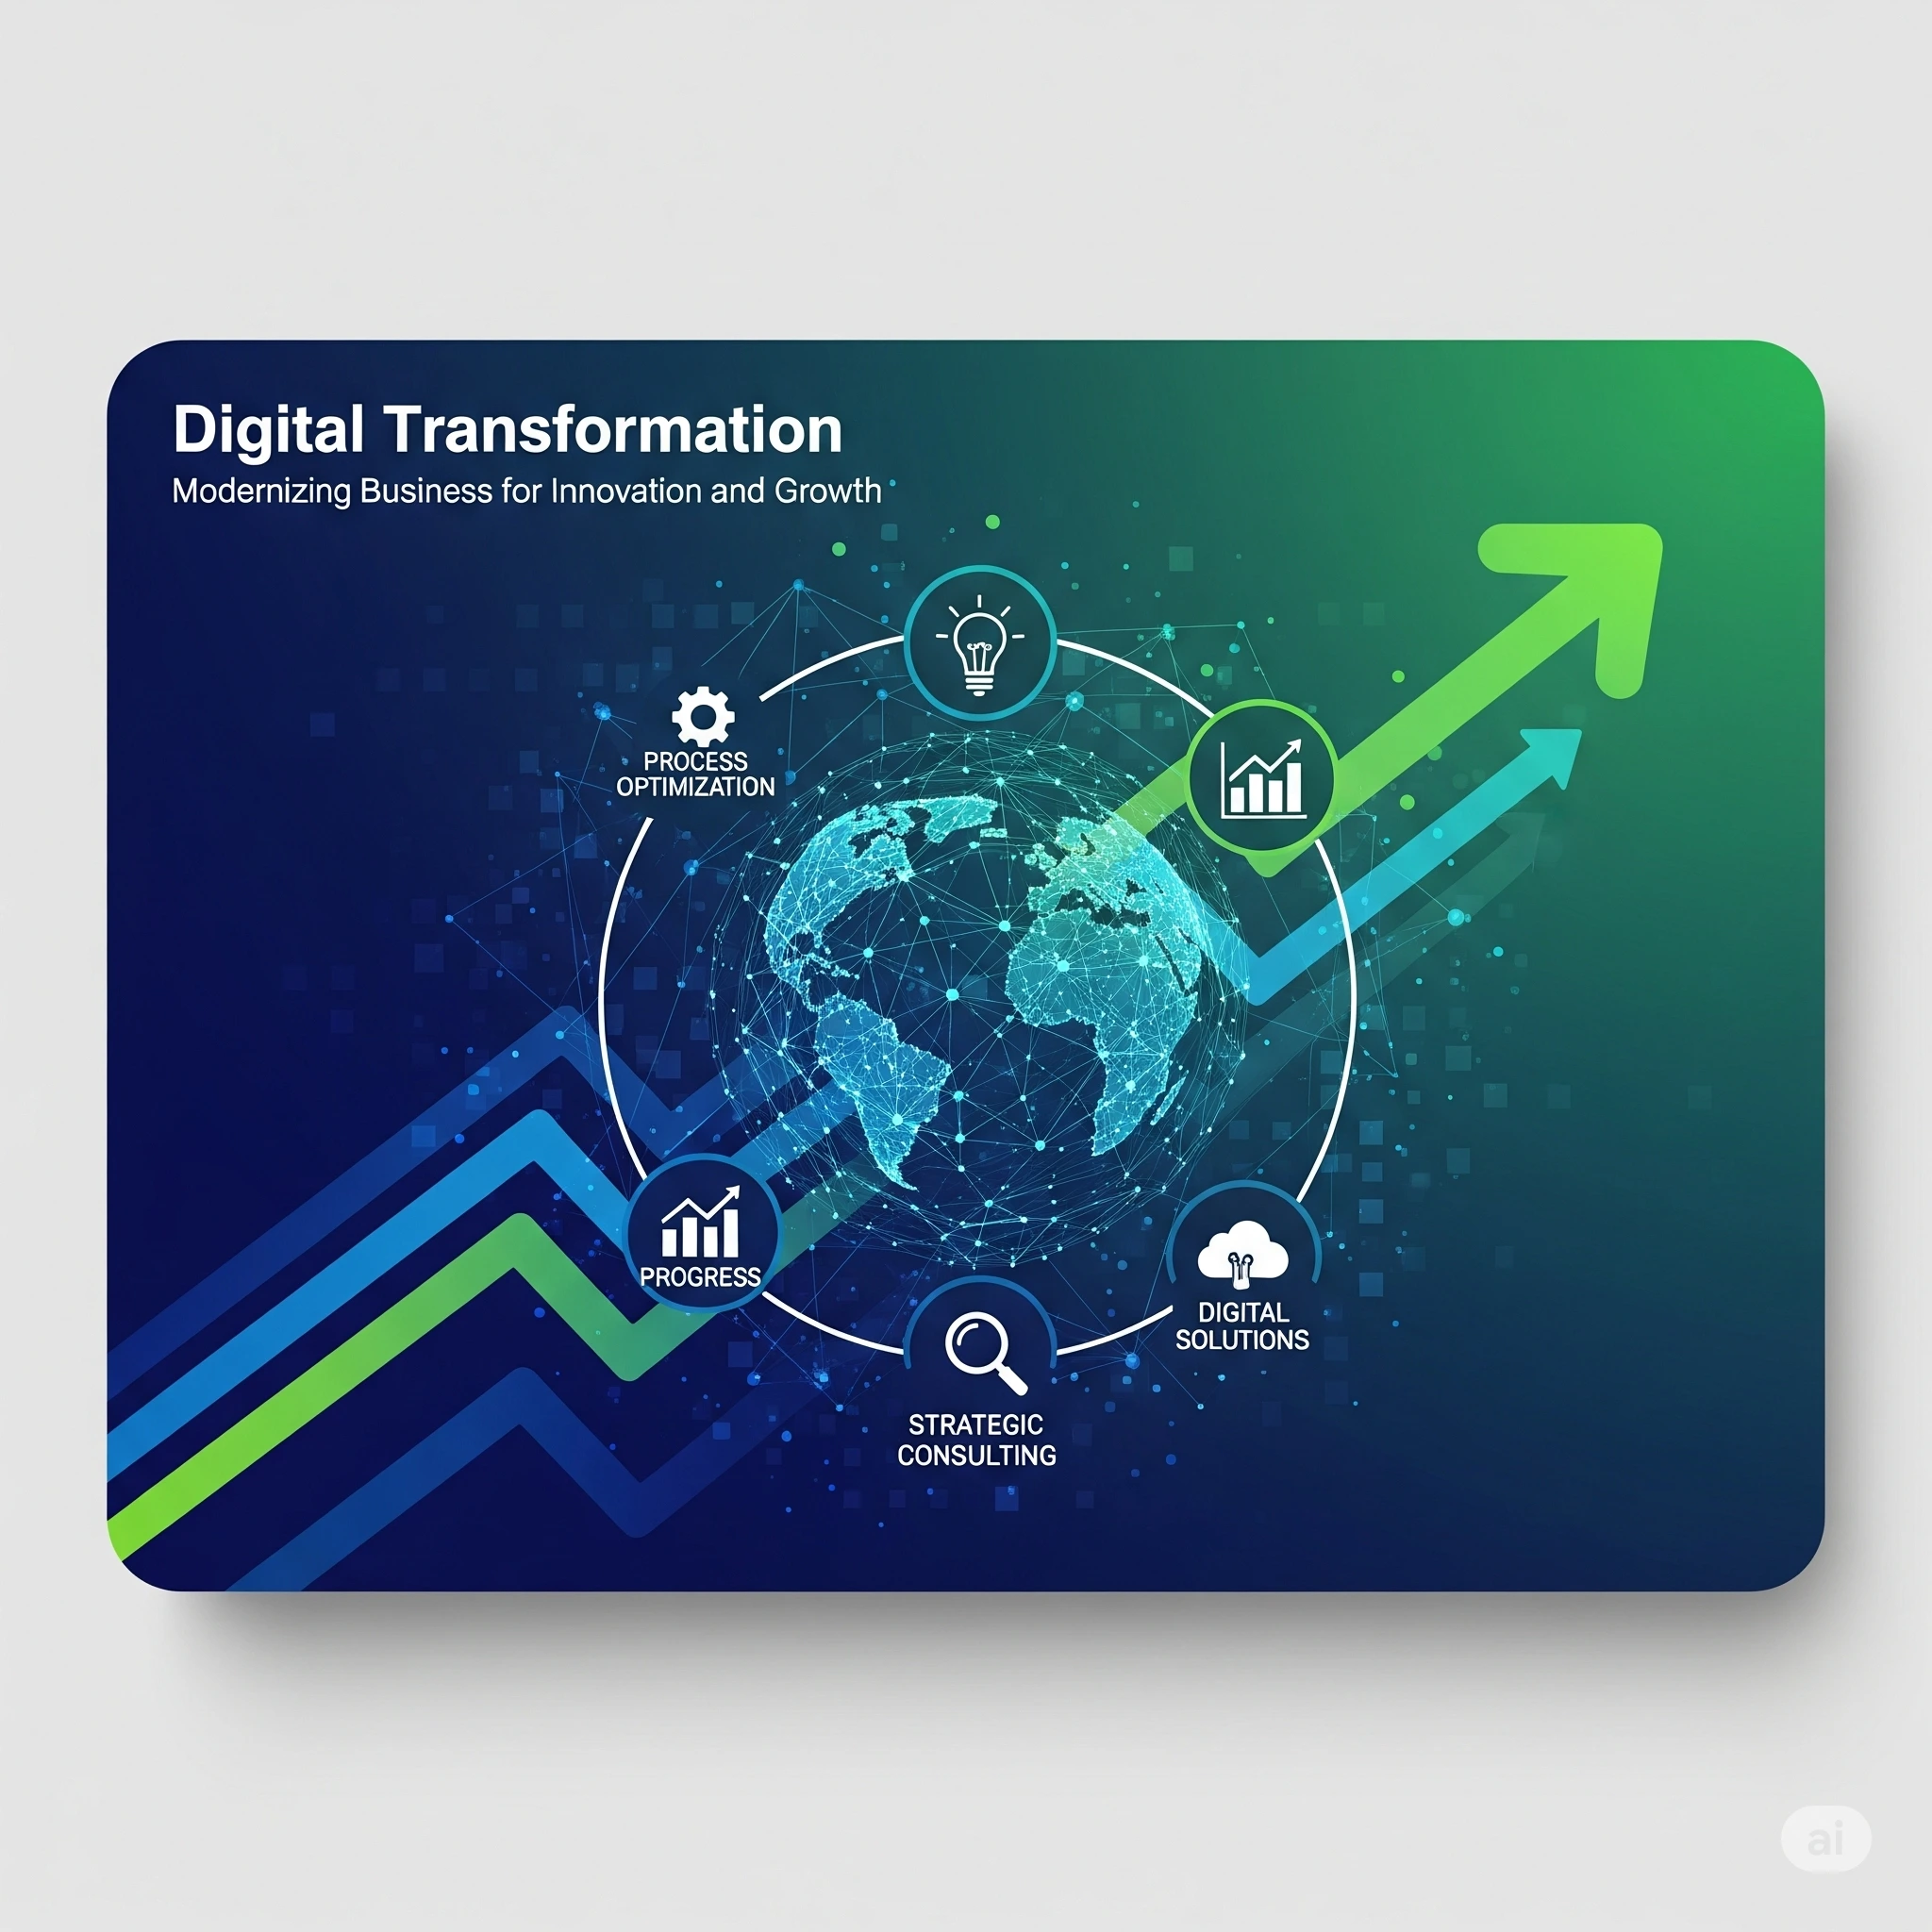 Digital Transformation
Modernizing Business for Innovation and Growth
PROCESS
OPTIMIZATION
PROGRESS
DIGITAL
SOLUTIONS
STRATEGIC
CONSULTING
ai